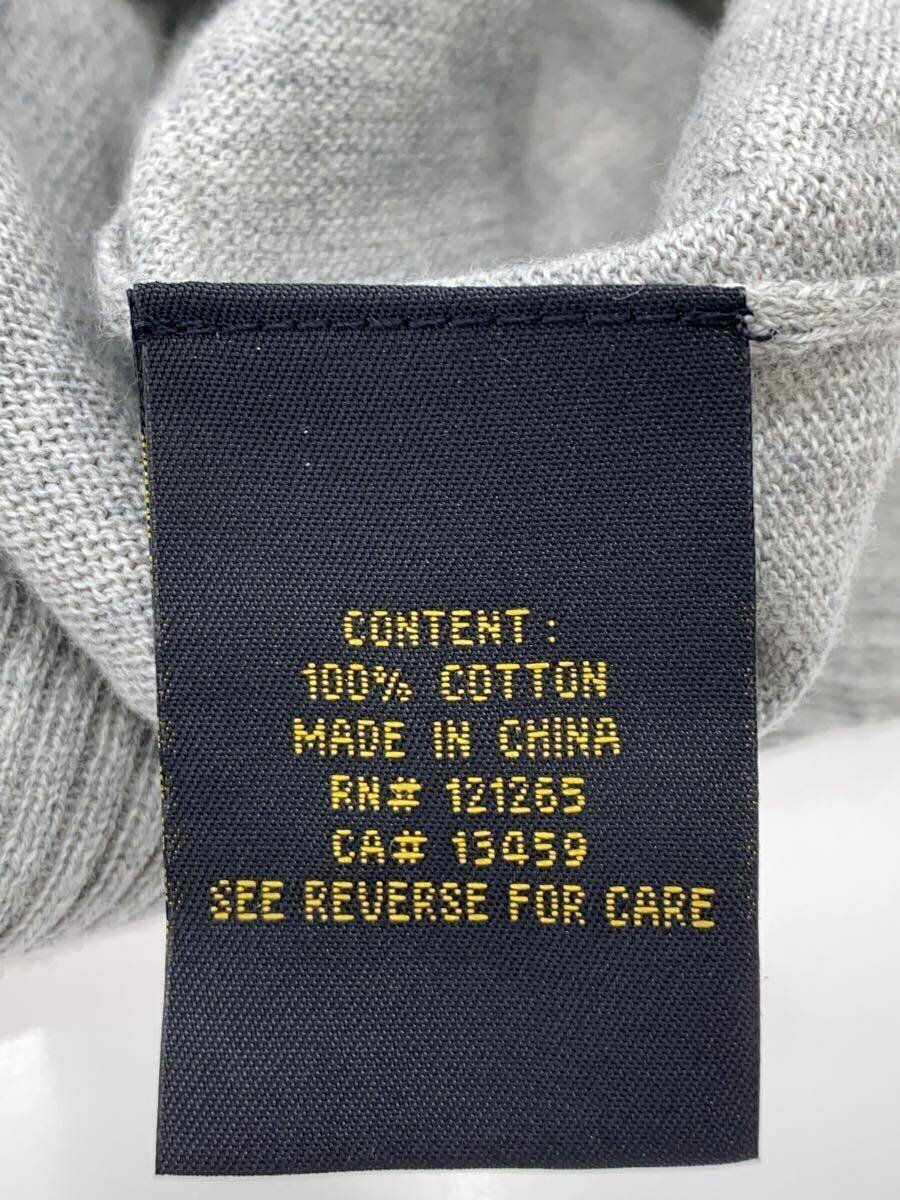 CONTENT :
100% COTTON
MADE IN CHINA
RN# 121265
CA# 13459
SEE REVERSE FOR CARE